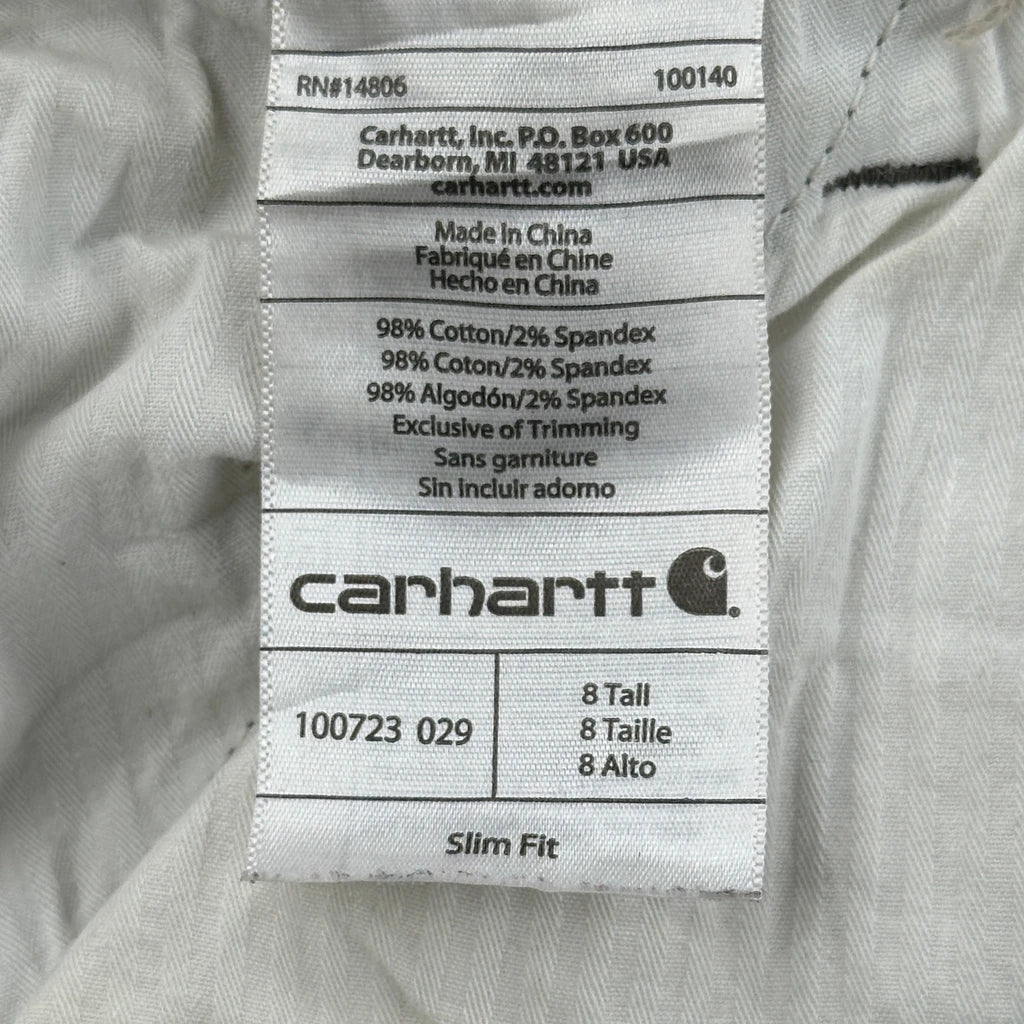 RN#14806 100140
Carhartt, Inc. P.O. Box 600
Dearborn, MI 48121 USA
carhartt.com
Made in China
Fabriqué en Chine
Hecho en China
98% Cotton/2% Spandex
98% Coton/2% Spandex
98% Algodón/2% Spandex
Exclusive of Trimming
Sans garniture
Sin incluir adorno
carhartt
100723 029
8 Tall
8 Taille
8 Alto
Slim Fit